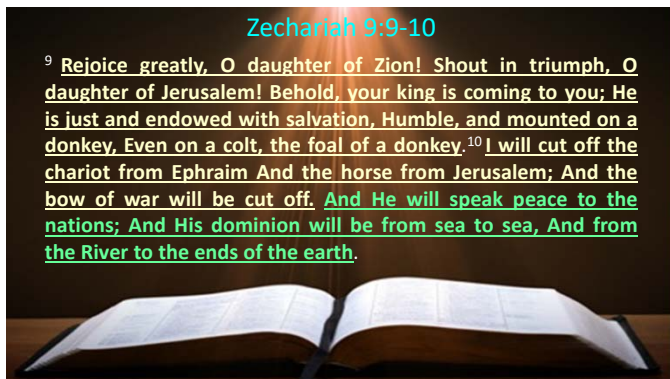 Zechariah 9:9-10
9 Rejoice greatly, O daughter of Zion! Shout in triumph, O
daughter of Jerusalem! Behold, your king is coming to you; He
is just and endowed with salvation, Humble, and mounted on a
donkey, Even on a colt, the foal of a donkey.10 I will cut off the
chariot from Ephraim And the horse from Jerusalem; And the
bow of war will be cut off. And He will speak peace to the
nations; And His dominion will be from sea to sea, And from
the River to the ends of the earth.